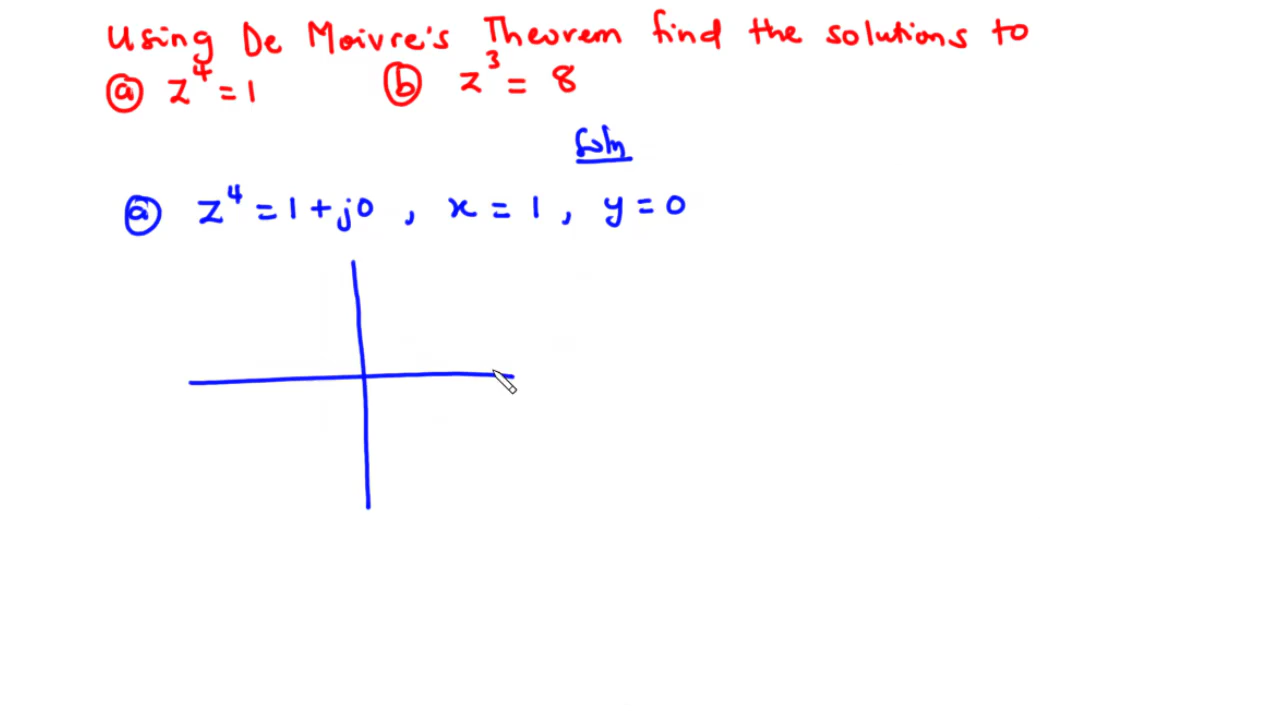 Using De Moivre's Theorem find the solutions to
ⓐ z⁴ = 1 ⓑ z³ = 8
Soln
ⓐ z⁴ = 1 + j0 , x = 1 , y = 0